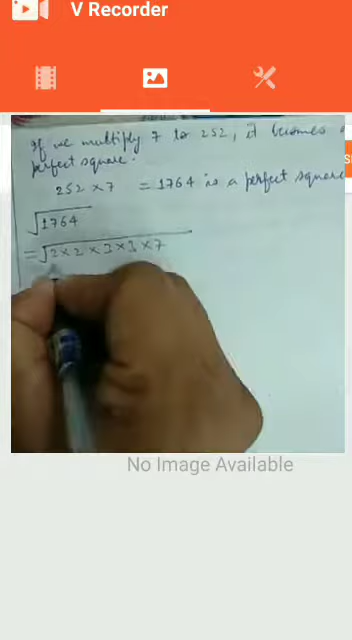 V Recorder
If we multiply 7 to 252, it becomes a
perfect square.
252 × 7 = 1764 is a perfect square
√1764
= √2×2×3×3×7
No Image Available